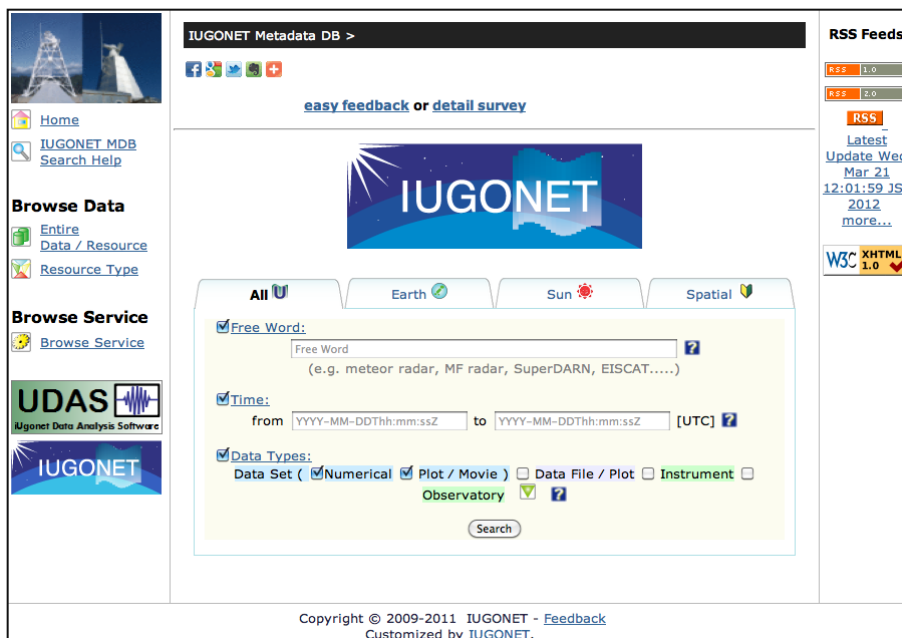 IUGONET Metadata DB >
easy feedback or detail survey
Home
IUGONET MDB
Search Help
Browse Data
Entire
Data / Resource
Resource Type
Browse Service
Browse Service
UDAS
iUgonet Data Analysis Software
IUGONET
IUGONET
All
Earth
Sun
Spatial
Free Word:
Free Word
(e.g. meteor radar, MF radar, SuperDARN, EISCAT.....)
Time:
from YYYY-MM-DDThh:mm:ssZ to YYYY-MM-DDThh:mm:ssZ [UTC] ?
Data Types:
Data Set ( Numerical Plot / Movie ) Data File / Plot Instrument
Observatory ?
Search
RSS Feeds
RSS 1.0
RSS 2.0
RSS
Latest
Update Wed
Mar 21
12:01:59 JS
2012
more...
W3C XHTML
1.0
Copyright © 2009-2011 IUGONET - Feedback
Customized by IUGONET.